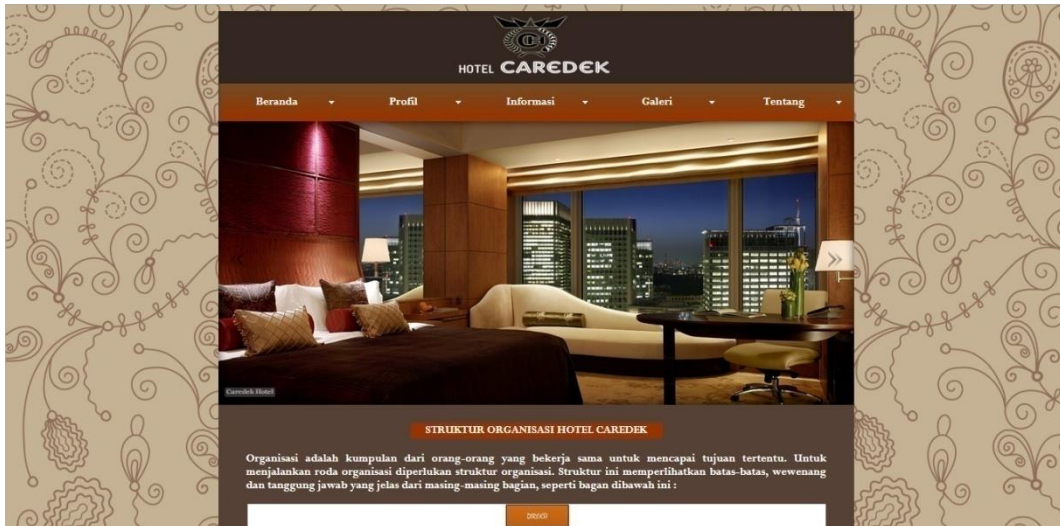 HOTEL CAREDEK
Beranda Profil Informasi Galeri Tentang
Caredek Hotel
STRUKTUR ORGANISASI HOTEL CAREDEK
Organisasi adalah kumpulan dari orang-orang yang bekerja sama untuk mencapai tujuan tertentu. Untuk
menjalankan roda organisasi diperlukan struktur organisasi. Struktur ini memperlihatkan batas-batas, wewenang
dan tanggung jawab yang jelas dari masing-masing bagian, seperti bagan dibawah ini :